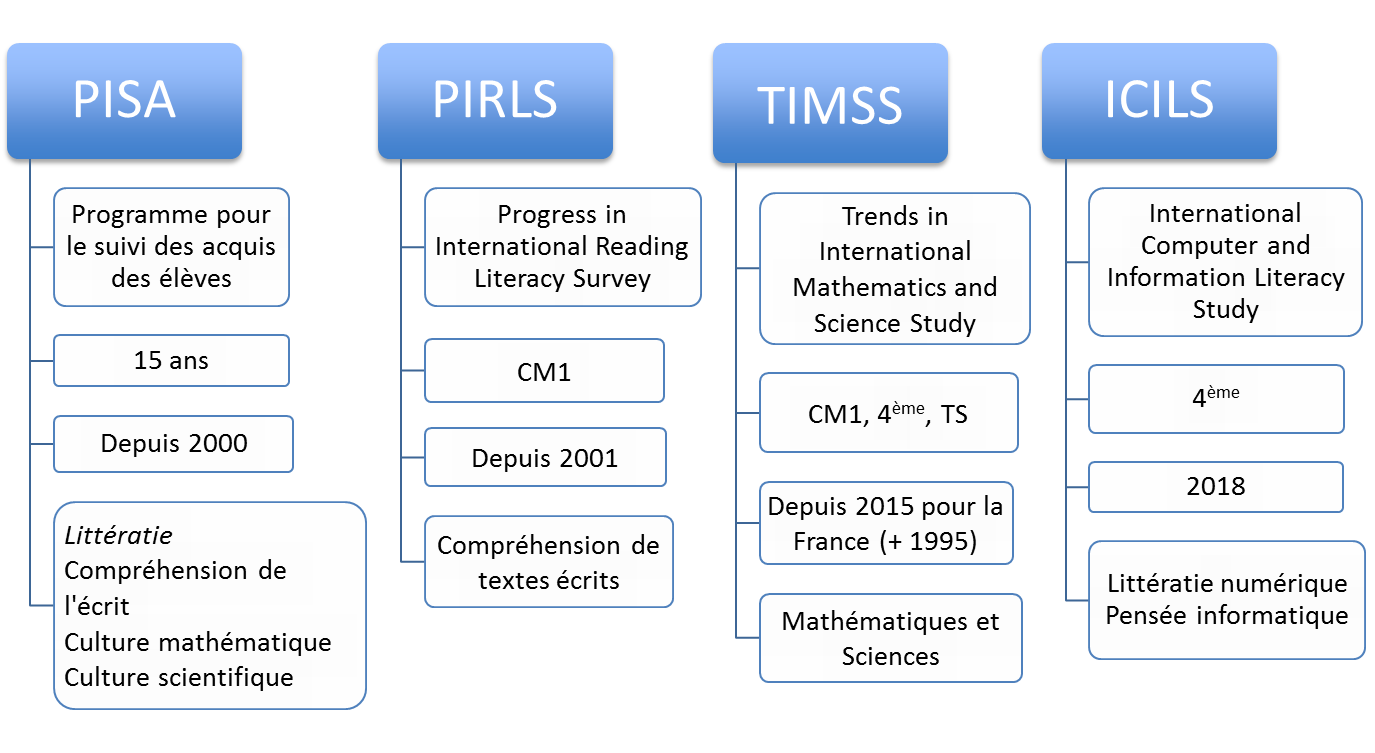 PISA
Programme pour
le suivi des acquis
des élèves
15 ans
Depuis 2000
Littératie
Compréhension de
l'écrit
Culture mathématique
Culture scientifique
PIRLS
Progress in
International Reading
Literacy Survey
CM1
Depuis 2001
Compréhension de
textes écrits
TIMSS
Trends in
International
Mathematics and
Science Study
CM1, 4ème, TS
Depuis 2015 pour la
France (+ 1995)
Mathématiques et
Sciences
ICILS
International
Computer and
Information Literacy
Study
4ème
2018
Littératie numérique
Pensée informatique